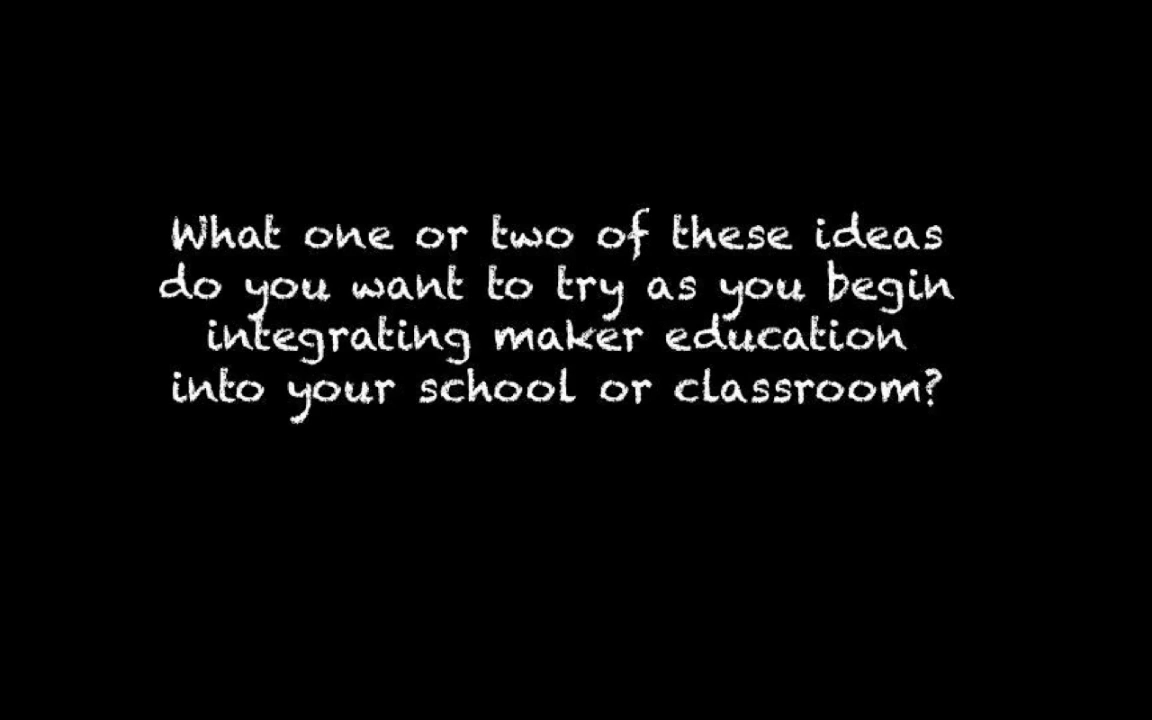 What one or two of these ideas
do you want to try as you begin
integrating maker education
into your school or classroom?